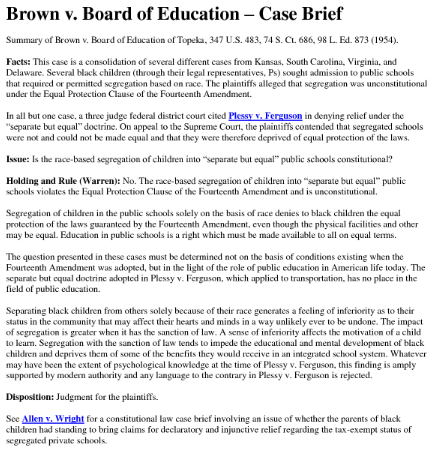 Brown v. Board of Education – Case Brief
Summary of Brown v. Board of Education of Topeka, 347 U.S. 483, 74 S. Ct. 686, 98 L. Ed. 873 (1954).
Facts: This case is a consolidation of several different cases from Kansas, South Carolina, Virginia, and
Delaware. Several black children (through their legal representatives, Ps) sought admission to public schools
that required or permitted segregation based on race. The plaintiffs alleged that segregation was unconstitutional
under the Equal Protection Clause of the Fourteenth Amendment.
In all but one case, a three judge federal district court cited Plessy v. Ferguson in denying relief under the
“separate but equal” doctrine. On appeal to the Supreme Court, the plaintiffs contended that segregated schools
were not and could not be made equal and that they were therefore deprived of equal protection of the laws.
Issue: Is the race-based segregation of children into “separate but equal” public schools constitutional?
Holding and Rule (Warren): No. The race-based segregation of children into “separate but equal” public
schools violates the Equal Protection Clause of the Fourteenth Amendment and is unconstitutional.
Segregation of children in the public schools solely on the basis of race denies to black children the equal
protection of the laws guaranteed by the Fourteenth Amendment, even though the physical facilities and other
may be equal. Education in public schools is a right which must be made available to all on equal terms.
The question presented in these cases must be determined not on the basis of conditions existing when the
Fourteenth Amendment was adopted, but in the light of the role of public education in American life today. The
separate but equal doctrine adopted in Plessy v. Ferguson, which applied to transportation, has no place in the
field of public education.
Separating black children from others solely because of their race generates a feeling of inferiority as to their
status in the community that may affect their hearts and minds in a way unlikely ever to be undone. The impact
of segregation is greater when it has the sanction of law. A sense of inferiority affects the motivation of a child
to learn. Segregation with the sanction of law tends to impede the educational and mental development of black
children and deprives them of some of the benefits they would receive in an integrated school system. Whatever
may have been the extent of psychological knowledge at the time of Plessy v. Ferguson, this finding is amply
supported by modern authority and any language to the contrary in Plessy v. Ferguson is rejected.
Disposition: Judgment for the plaintiffs.
See Allen v. Wright for a constitutional law case brief involving an issue of whether the parents of black
children had standing to bring claims for declaratory and injunctive relief regarding the tax-exempt status of
segregated private schools.